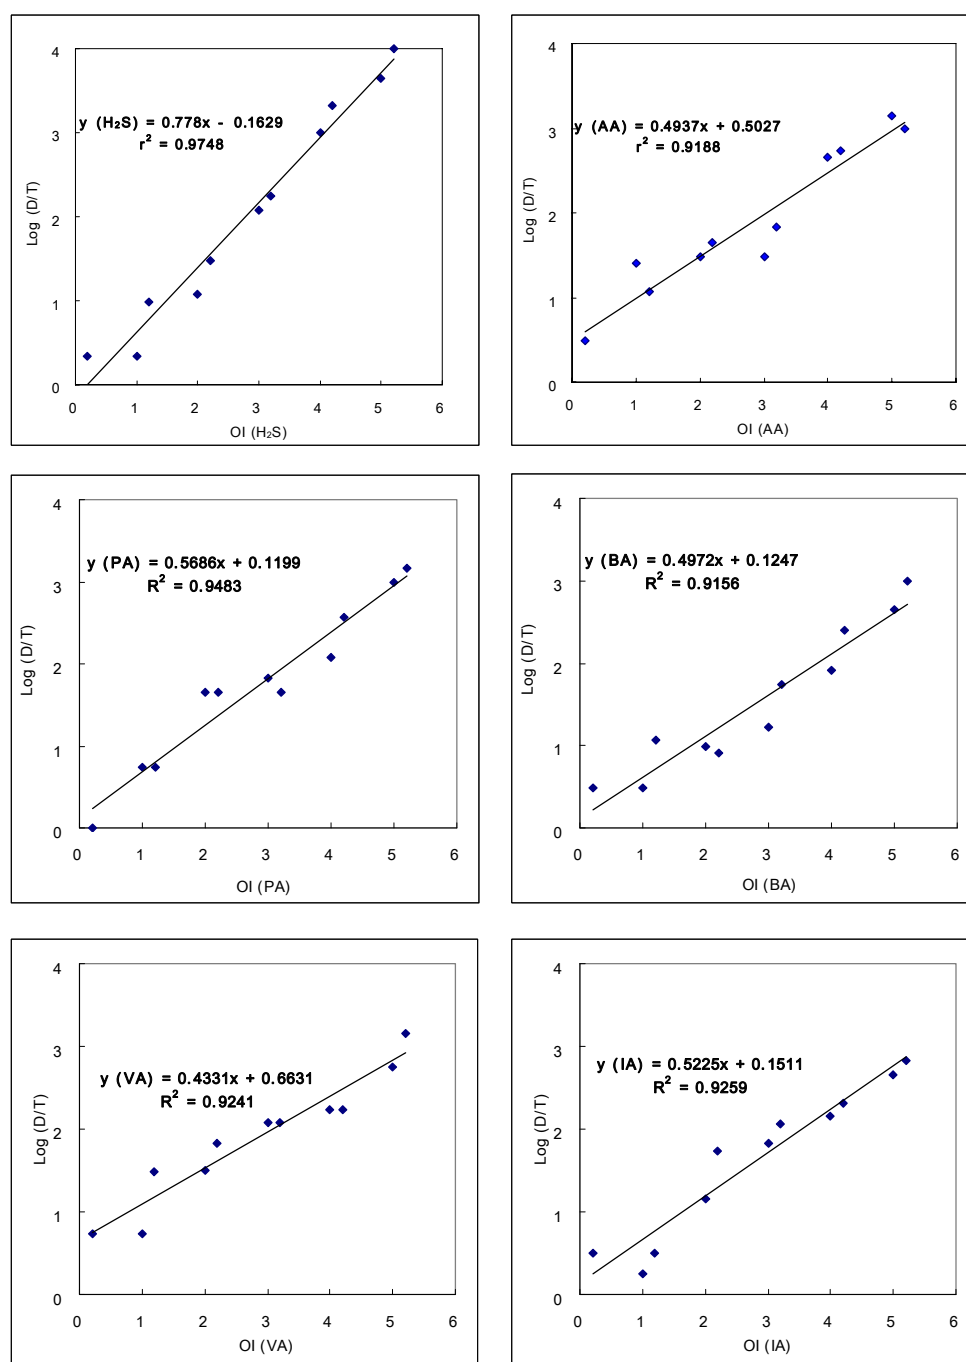 4
3
2
1
0
Log (D/T)
y (H₂S) = 0.778x - 0.1629
r² = 0.9748
0 1 2 3 4 5 6
OI (H₂S)
4
3
2
1
0
Log (D/T)
y (AA) = 0.4937x + 0.5027
r² = 0.9188
0 1 2 3 4 5 6
OI (AA)
4
3
2
1
0
Log (D/T)
y (PA) = 0.5686x + 0.1199
R² = 0.9483
0 1 2 3 4 5 6
OI (PA)
4
3
2
1
0
Log (D/T)
y (BA) = 0.4972x + 0.1247
R² = 0.9156
0 1 2 3 4 5 6
OI (BA)
4
3
2
1
0
Log (D/T)
y (VA) = 0.4331x + 0.6631
R² = 0.9241
0 1 2 3 4 5 6
OI (VA)
4
3
2
1
0
Log (D/T)
y (IA) = 0.5225x + 0.1511
R² = 0.9259
0 1 2 3 4 5 6
OI (IA)